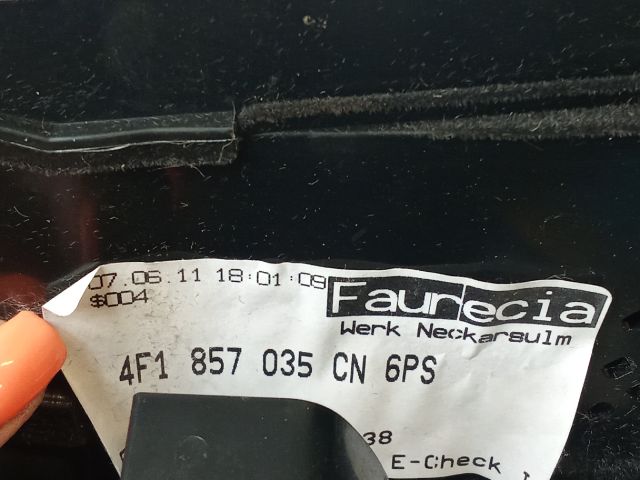 07.06.11 18:01:09
$004
Faurecia
Werk Neckarsulm
4F1 857 035 CN 6PS
38
E-Check